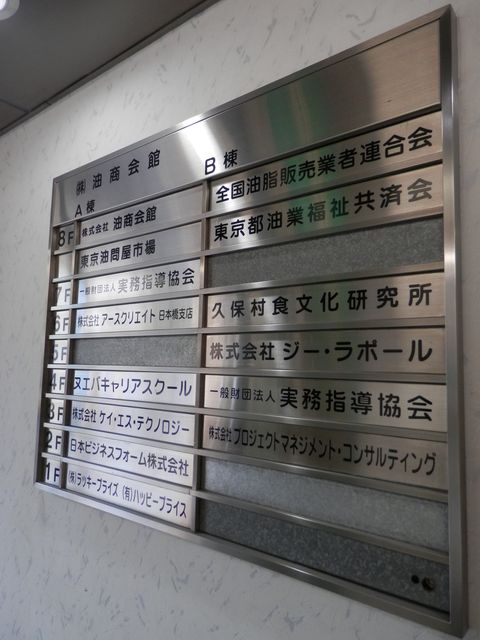 ㈱ 油商会館
A棟
B棟
8F 株式会社 油商会館
全国油脂販売業者連合会
東京油問屋市場
東京都油業福祉共済会
7F 一般財団法人 実務指導協会
6F 株式会社 アースクリエイト 日本橋支店
久保村食文化研究所
5F
株式会社 ジー・ラポール
4F ヌエバキャリアスクール
一般財団法人 実務指導協会
3F 株式会社 ケイ・エス・テクノロジー
株式会社 プロジェクトマネジメント・コンサルティング
2F 日本ビジネスフォーム株式会社
1F (株)ラッキープライズ (有)ハッピープライス